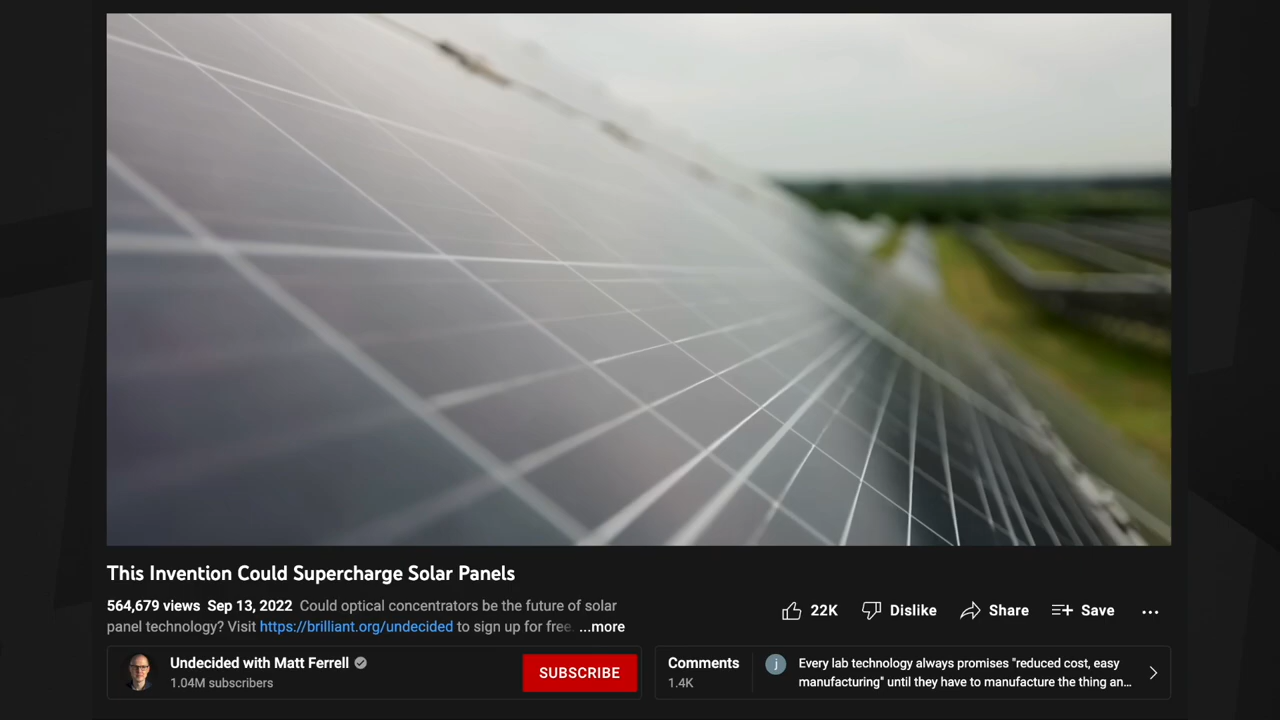 This Invention Could Supercharge Solar Panels
564,679 views Sep 13, 2022 Could optical concentrators be the future of solar
panel technology? Visit https://brilliant.org/undecided to sign up for free. ...more
22K
Dislike
Share
Save
Undecided with Matt Ferrell
1.04M subscribers
SUBSCRIBE
Comments
1.4K
j
Every lab technology always promises "reduced cost, easy
manufacturing" until they have to manufacture the thing an...